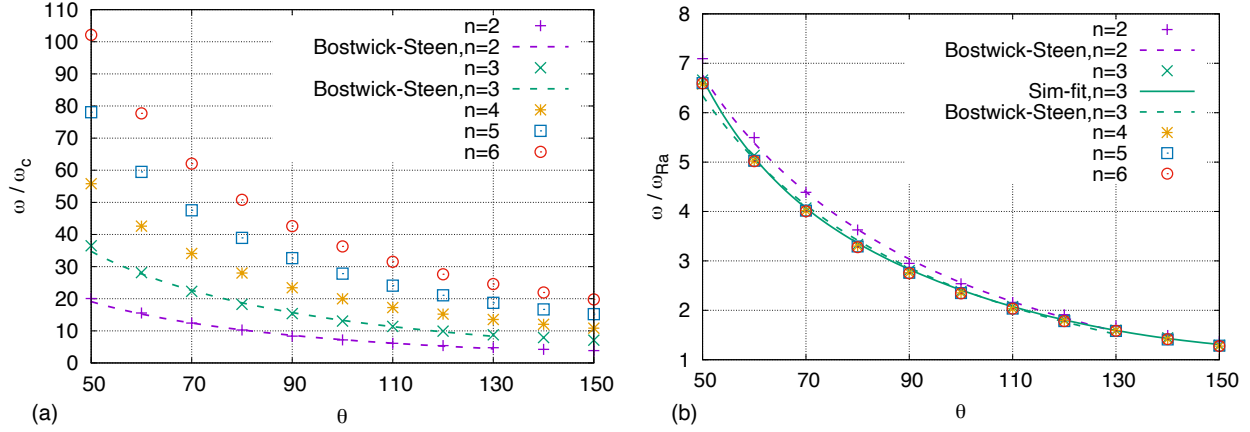 110
100
90
80
70
60
50
40
30
20
10
0
ω / ω_c
50 70 90 110 130 150
θ
(a)
n=2
Bostwick-Steen,n=2
n=3
Bostwick-Steen,n=3
n=4
n=5
n=6
8
7
6
5
4
3
2
1
ω / ω_Ra
50 70 90 110 130 150
θ
(b)
n=2
Bostwick-Steen,n=2
n=3
Sim-fit,n=3
Bostwick-Steen,n=3
n=4
n=5
n=6